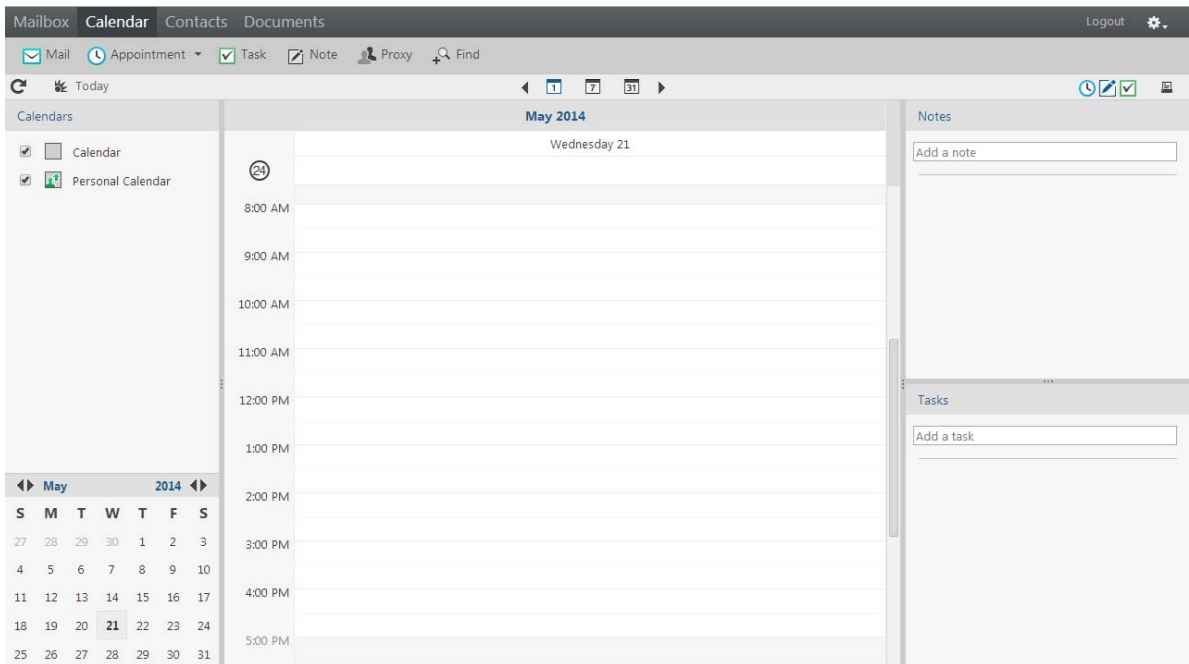 Mailbox Calendar Contacts Documents Logout
Mail Appointment Task Note Proxy Find
Today 1 7 31
Calendars
Calendar
Personal Calendar
May 2014
Wednesday 21
24
8:00 AM
9:00 AM
10:00 AM
11:00 AM
12:00 PM
1:00 PM
2:00 PM
3:00 PM
4:00 PM
5:00 PM
Notes
Add a note
Tasks
Add a task
May 2014
S M T W T F S
27 28 29 30 1 2 3
4 5 6 7 8 9 10
11 12 13 14 15 16 17
18 19 20 21 22 23 24
25 26 27 28 29 30 31